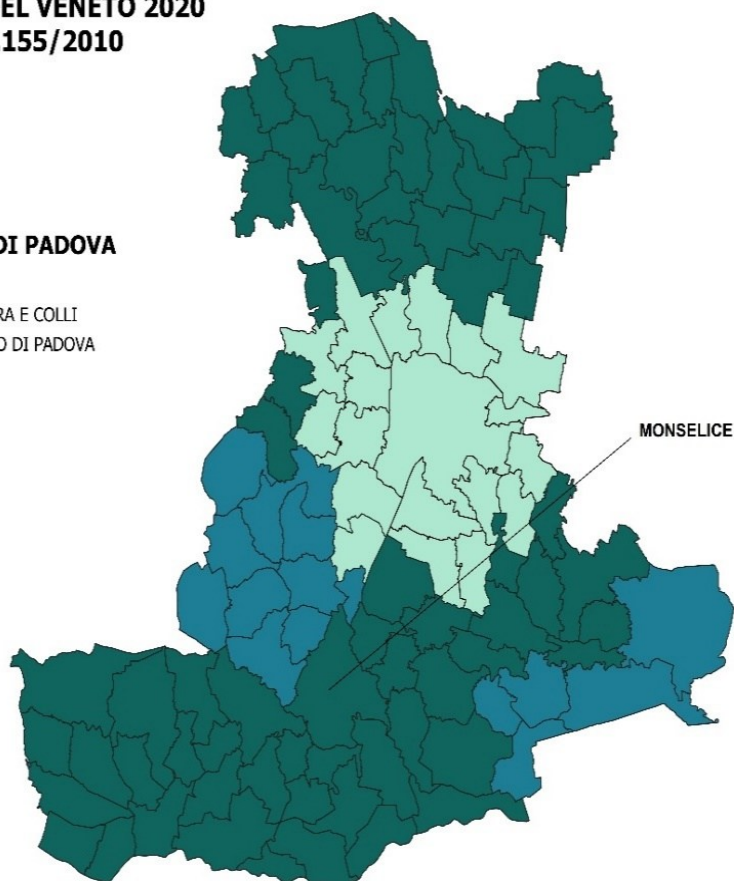 EL VENETO 2020
155/2010
DI PADOVA
RA E COLLI
O DI PADOVA
MONSELICE